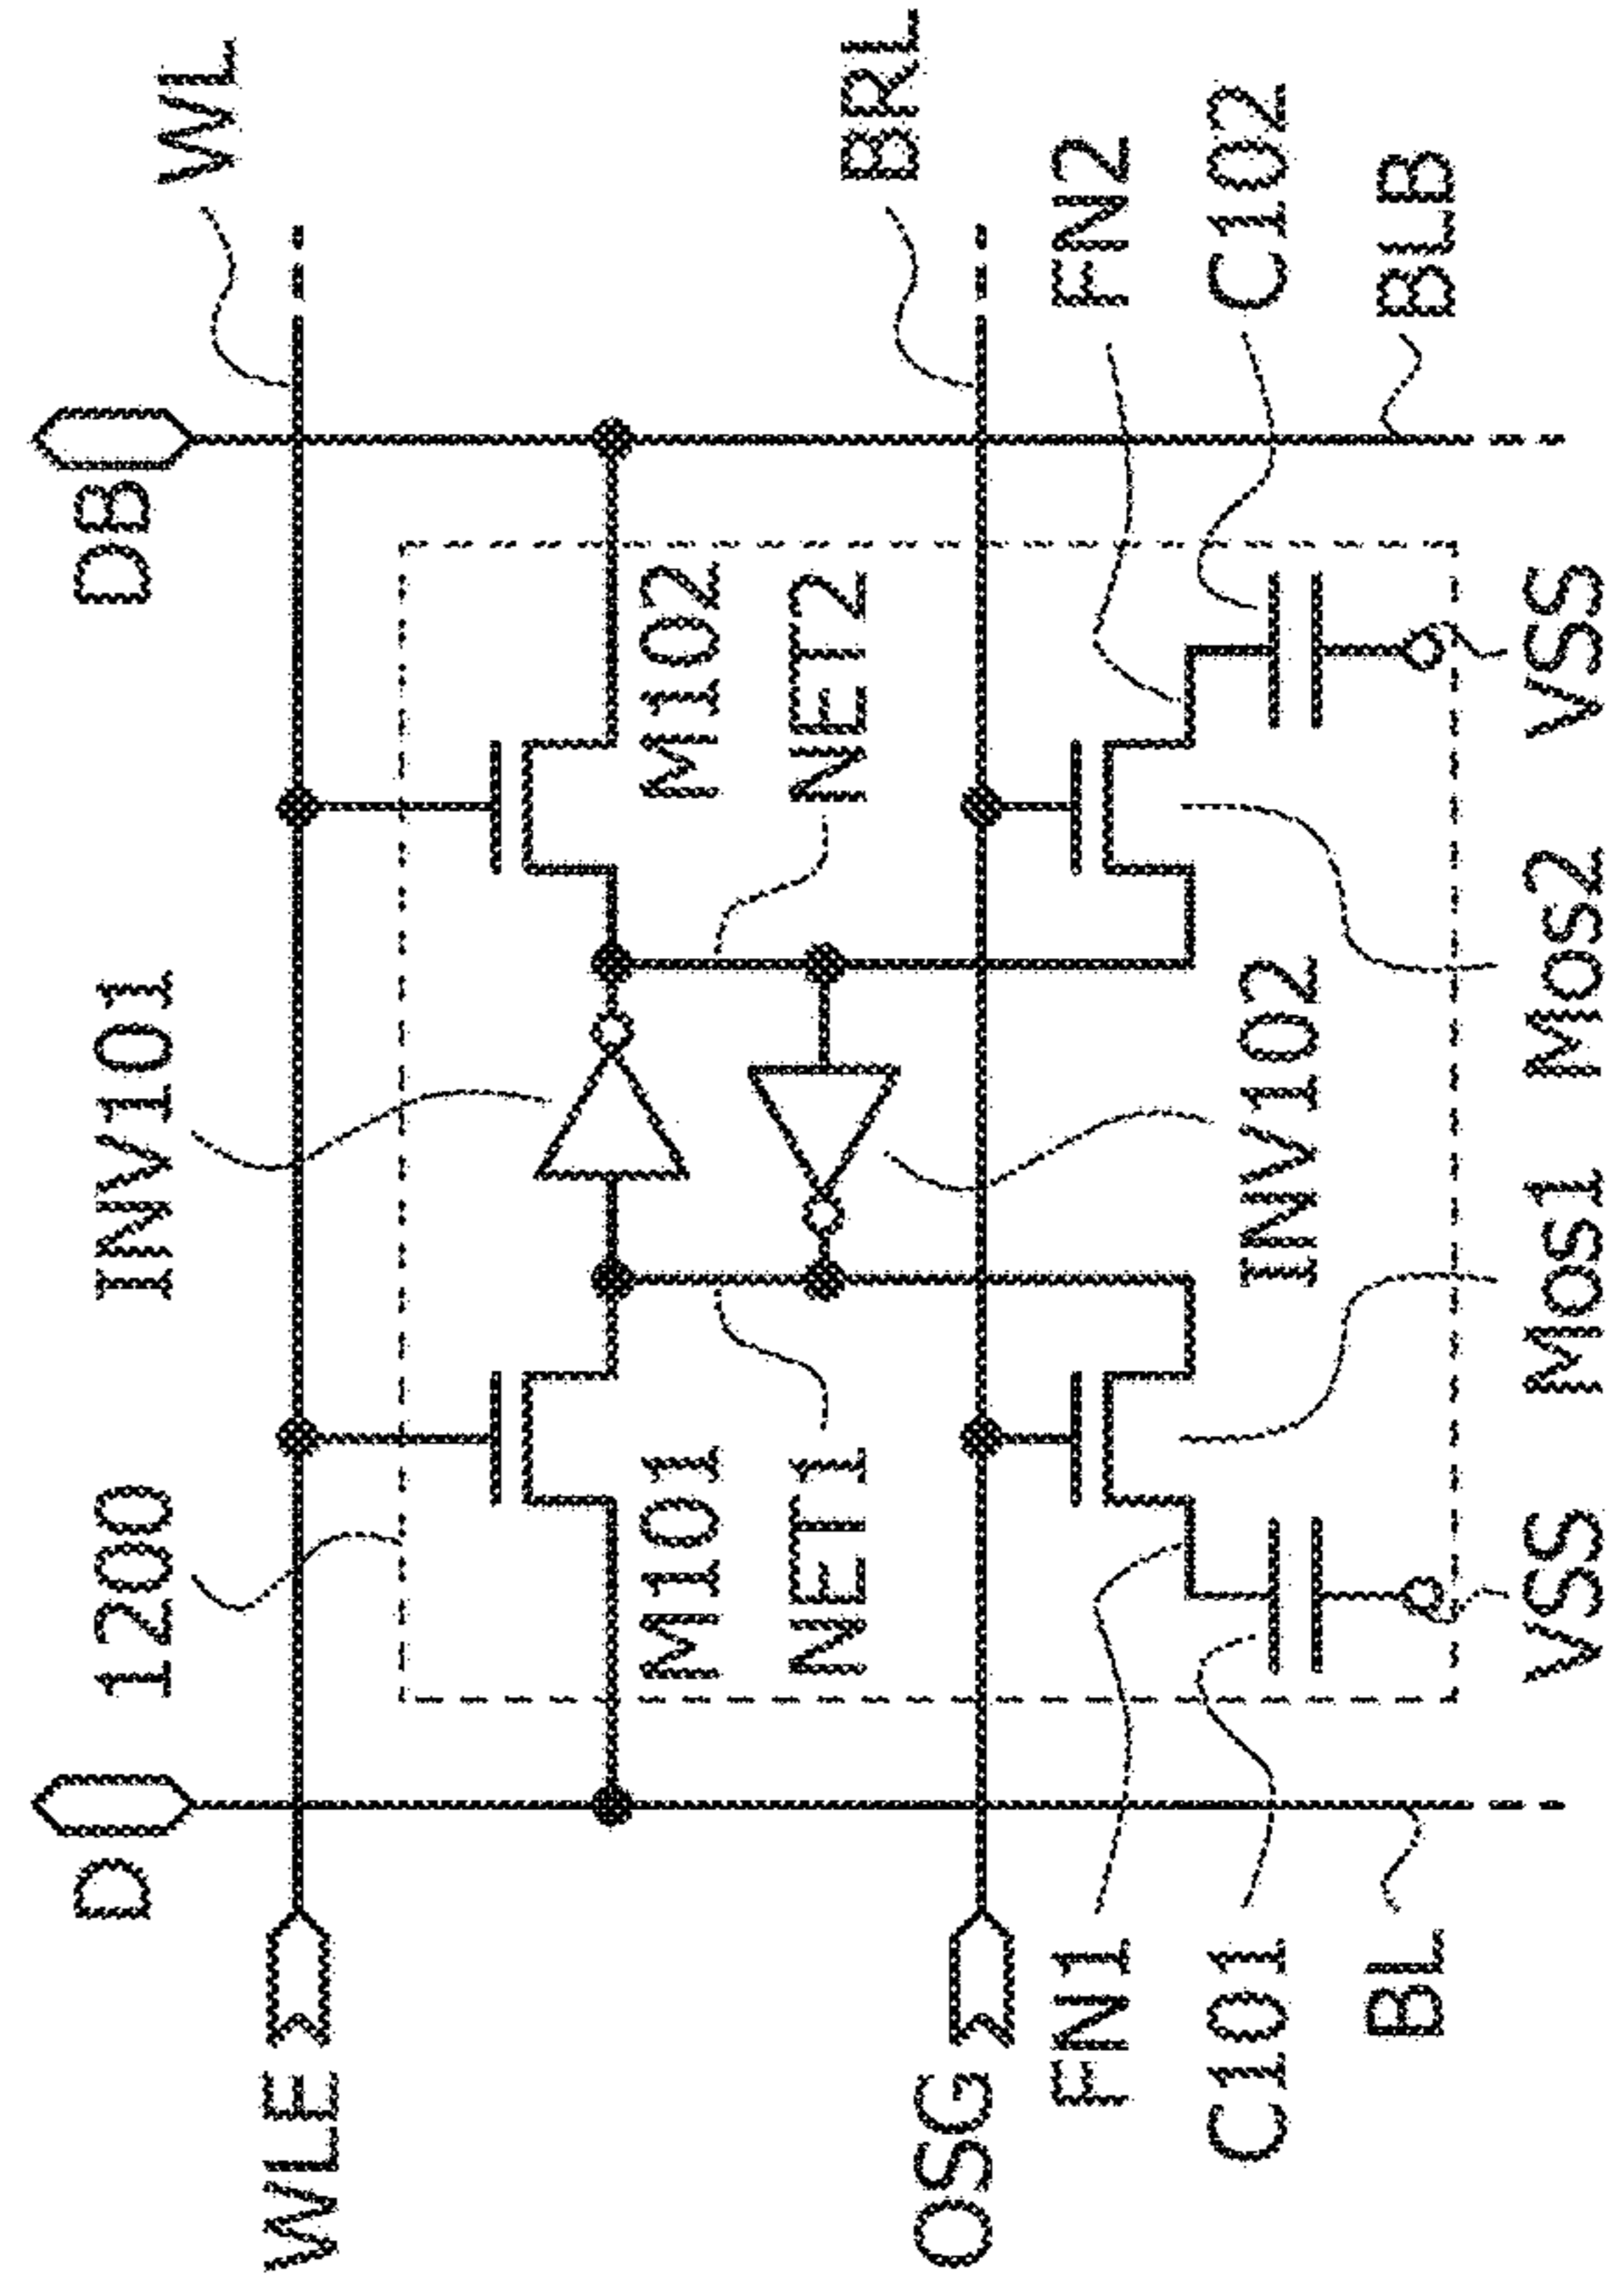 D
DB
1200
INV101
WL
WLE
M101
M102
NET1
NET2
BRL
OSG
FN1
FN2
INV102
C101
C102
BL
BLB
VSS
Mos1
Mos2
VSS